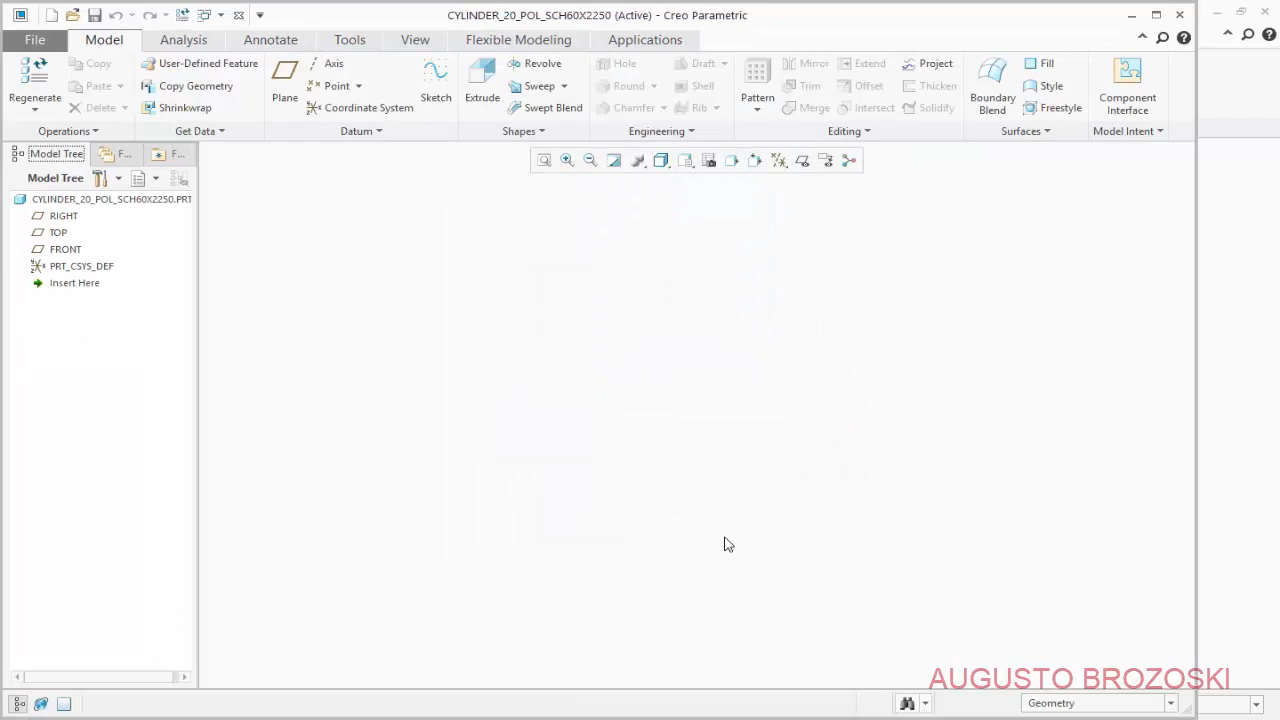 CYLINDER_20_POL_SCH60X2250 (Active) - Creo Parametric
File Model Analysis Annotate Tools View Flexible Modeling Applications
Regenerate
Copy
Paste
Delete
Operations
User-Defined Feature
Copy Geometry
Shrinkwrap
Get Data
Plane
Axis
Point
Coordinate System
Sketch
Datum
Extrude
Revolve
Sweep
Swept Blend
Shapes
Hole
Round
Chamfer
Draft
Shell
Rib
Engineering
Pattern
Mirror
Trim
Merge
Extend
Offset
Intersect
Project
Thicken
Solidify
Editing
Boundary
Blend
Fill
Style
Freestyle
Surfaces
Component
Interface
Model Intent
Model Tree F... F...
Model Tree
CYLINDER_20_POL_SCH60X2250.PRT
RIGHT
TOP
FRONT
PRT_CSYS_DEF
Insert Here
AUGUSTO BROZOSKI
Geometry